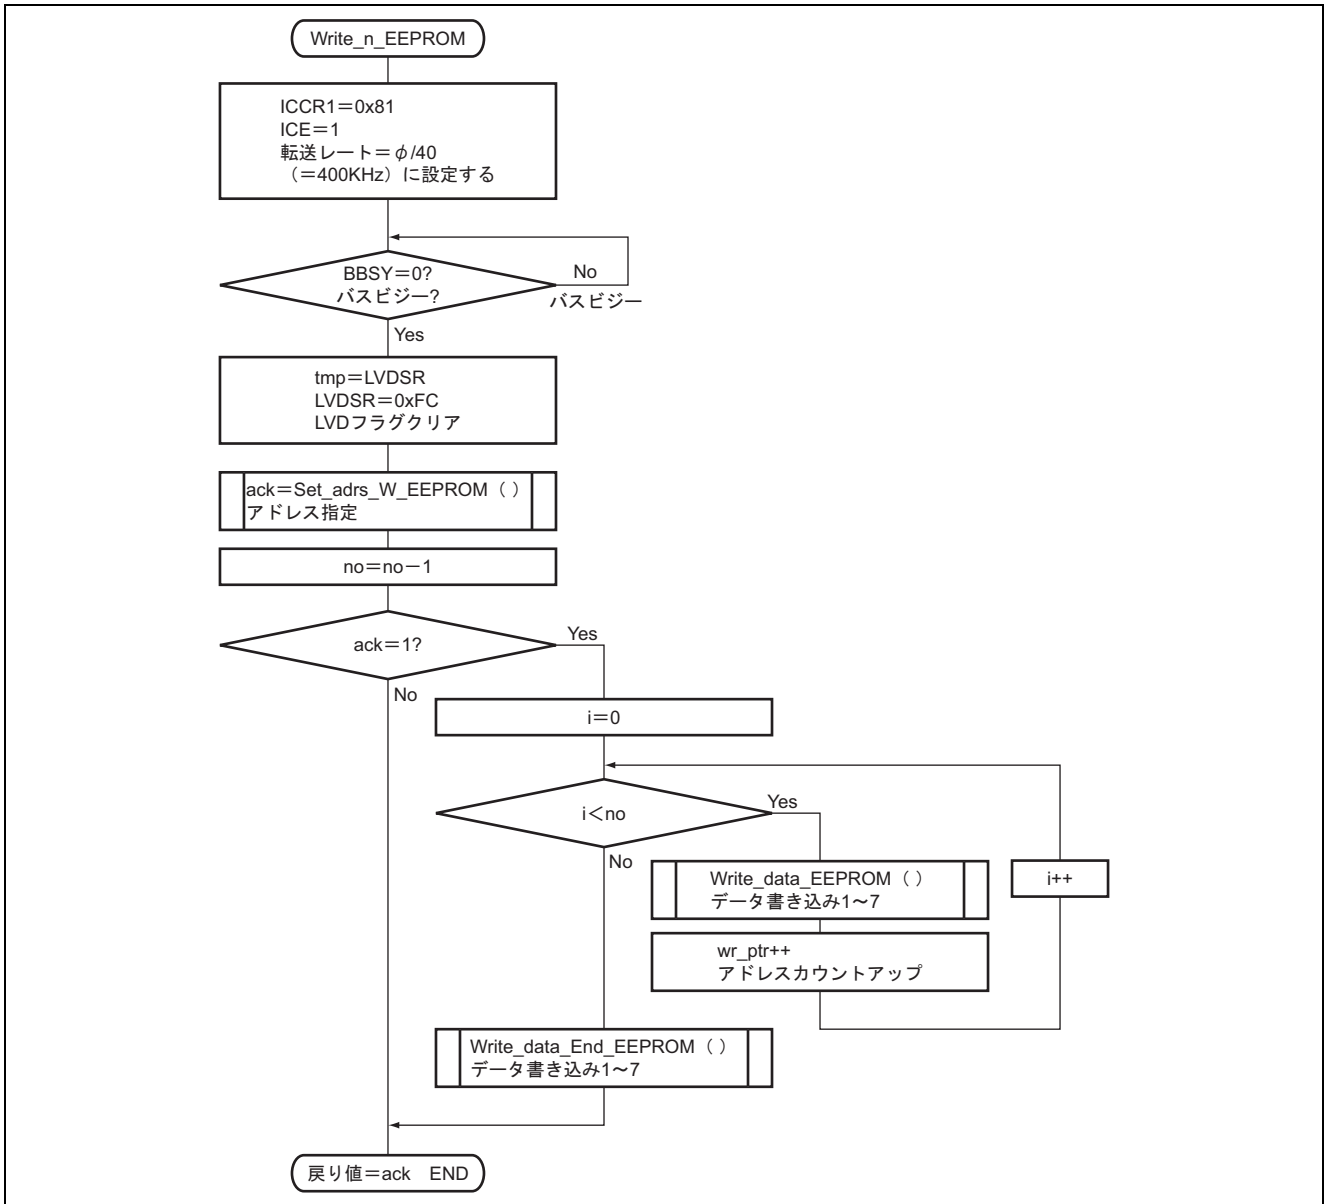 Write_n_EEPROM
ICCR1＝0x81
ICE＝1
転送レート＝φ/40
（＝400KHz）に設定する
BBSY＝0?
バスビジー?
No
バスビジー
Yes
tmp＝LVDSR
LVDSR＝0xFC
LVDフラグクリア
ack＝Set_adrs_W_EEPROM（ ）
アドレス指定
no＝no－1
ack＝1?
Yes
No
i＝0
i＜no
Yes
No
Write_data_EEPROM（ ）
データ書き込み1～7
i++
wr_ptr++
アドレスカウントアップ
Write_data_End_EEPROM（ ）
データ書き込み1～7
戻り値＝ack　END